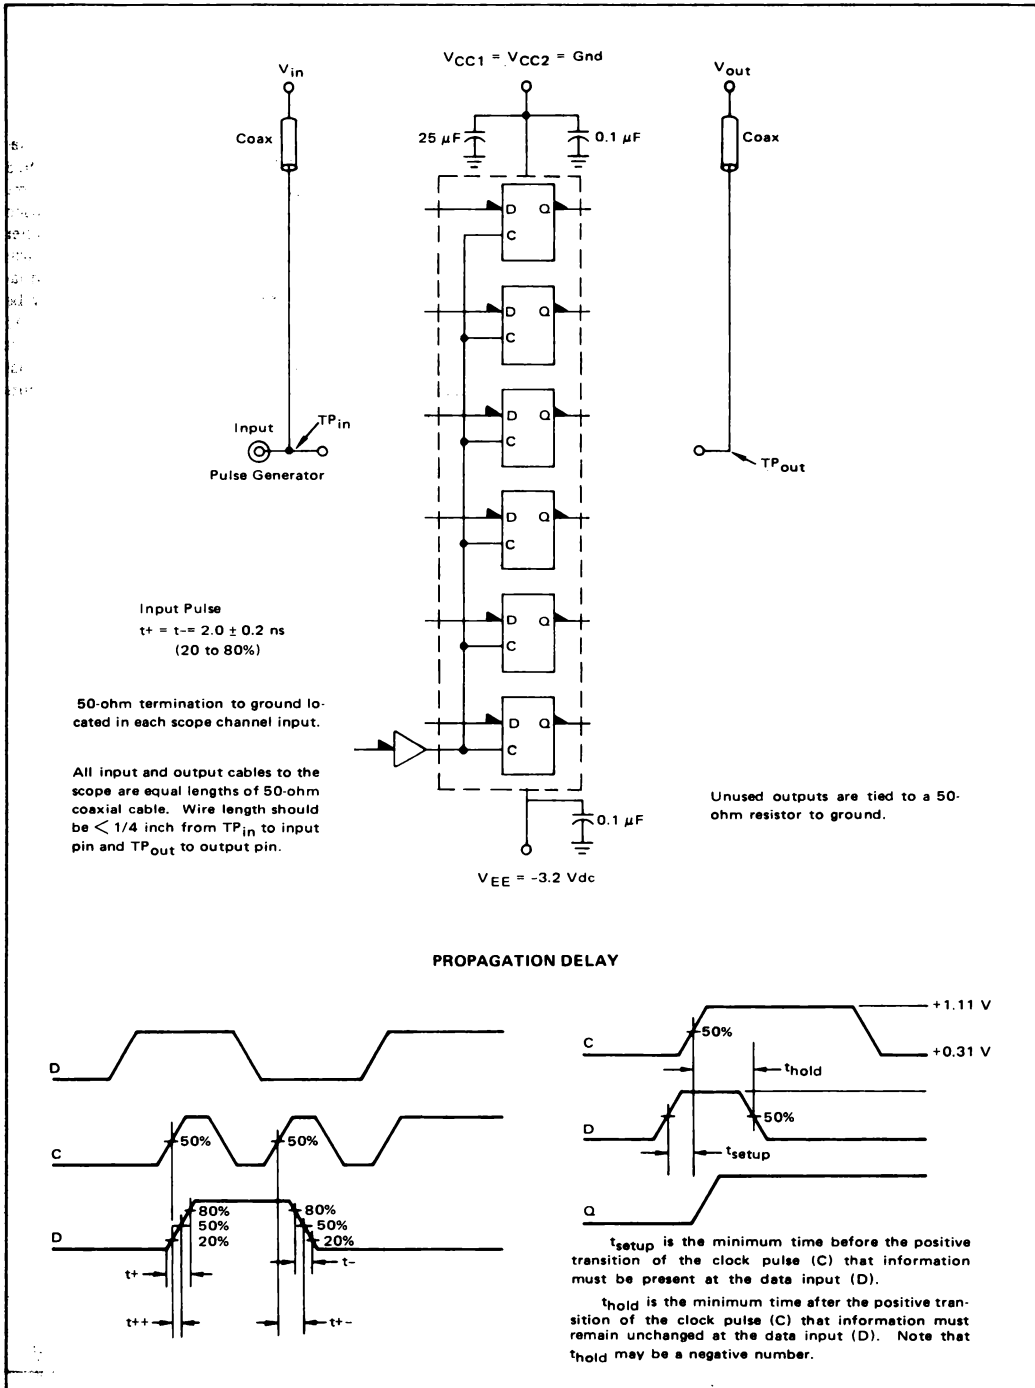 VCC1 = VCC2 = Gnd
Vin
Vout
Coax
25 µF
0.1 µF
Coax
D Q
C
D Q
C
D Q
C
D Q
C
D Q
C
D Q
C
Input
TPin
Pulse Generator
TPout
Input Pulse
t+ = t-= 2.0 ± 0.2 ns
(20 to 80%)
50-ohm termination to ground lo-
cated in each scope channel input.
All input and output cables to the
scope are equal lengths of 50-ohm
coaxial cable. Wire length should
be < 1/4 inch from TPin to input
pin and TPout to output pin.
Unused outputs are tied to a 50-
ohm resistor to ground.
0.1 µF
VEE = -3.2 Vdc
PROPAGATION DELAY
D
C
50%
50%
D
80%
50%
20%
80%
50%
20%
t+
t-
t++
t+-
C
50%
+1.11 V
+0.31 V
thold
D
50%
tsetup
Q
tsetup is the minimum time before the positive
transition of the clock pulse (C) that information
must be present at the data input (D).
thold is the minimum time after the positive tran-
sition of the clock pulse (C) that information must
remain unchanged at the data input (D). Note that
thold may be a negative number.